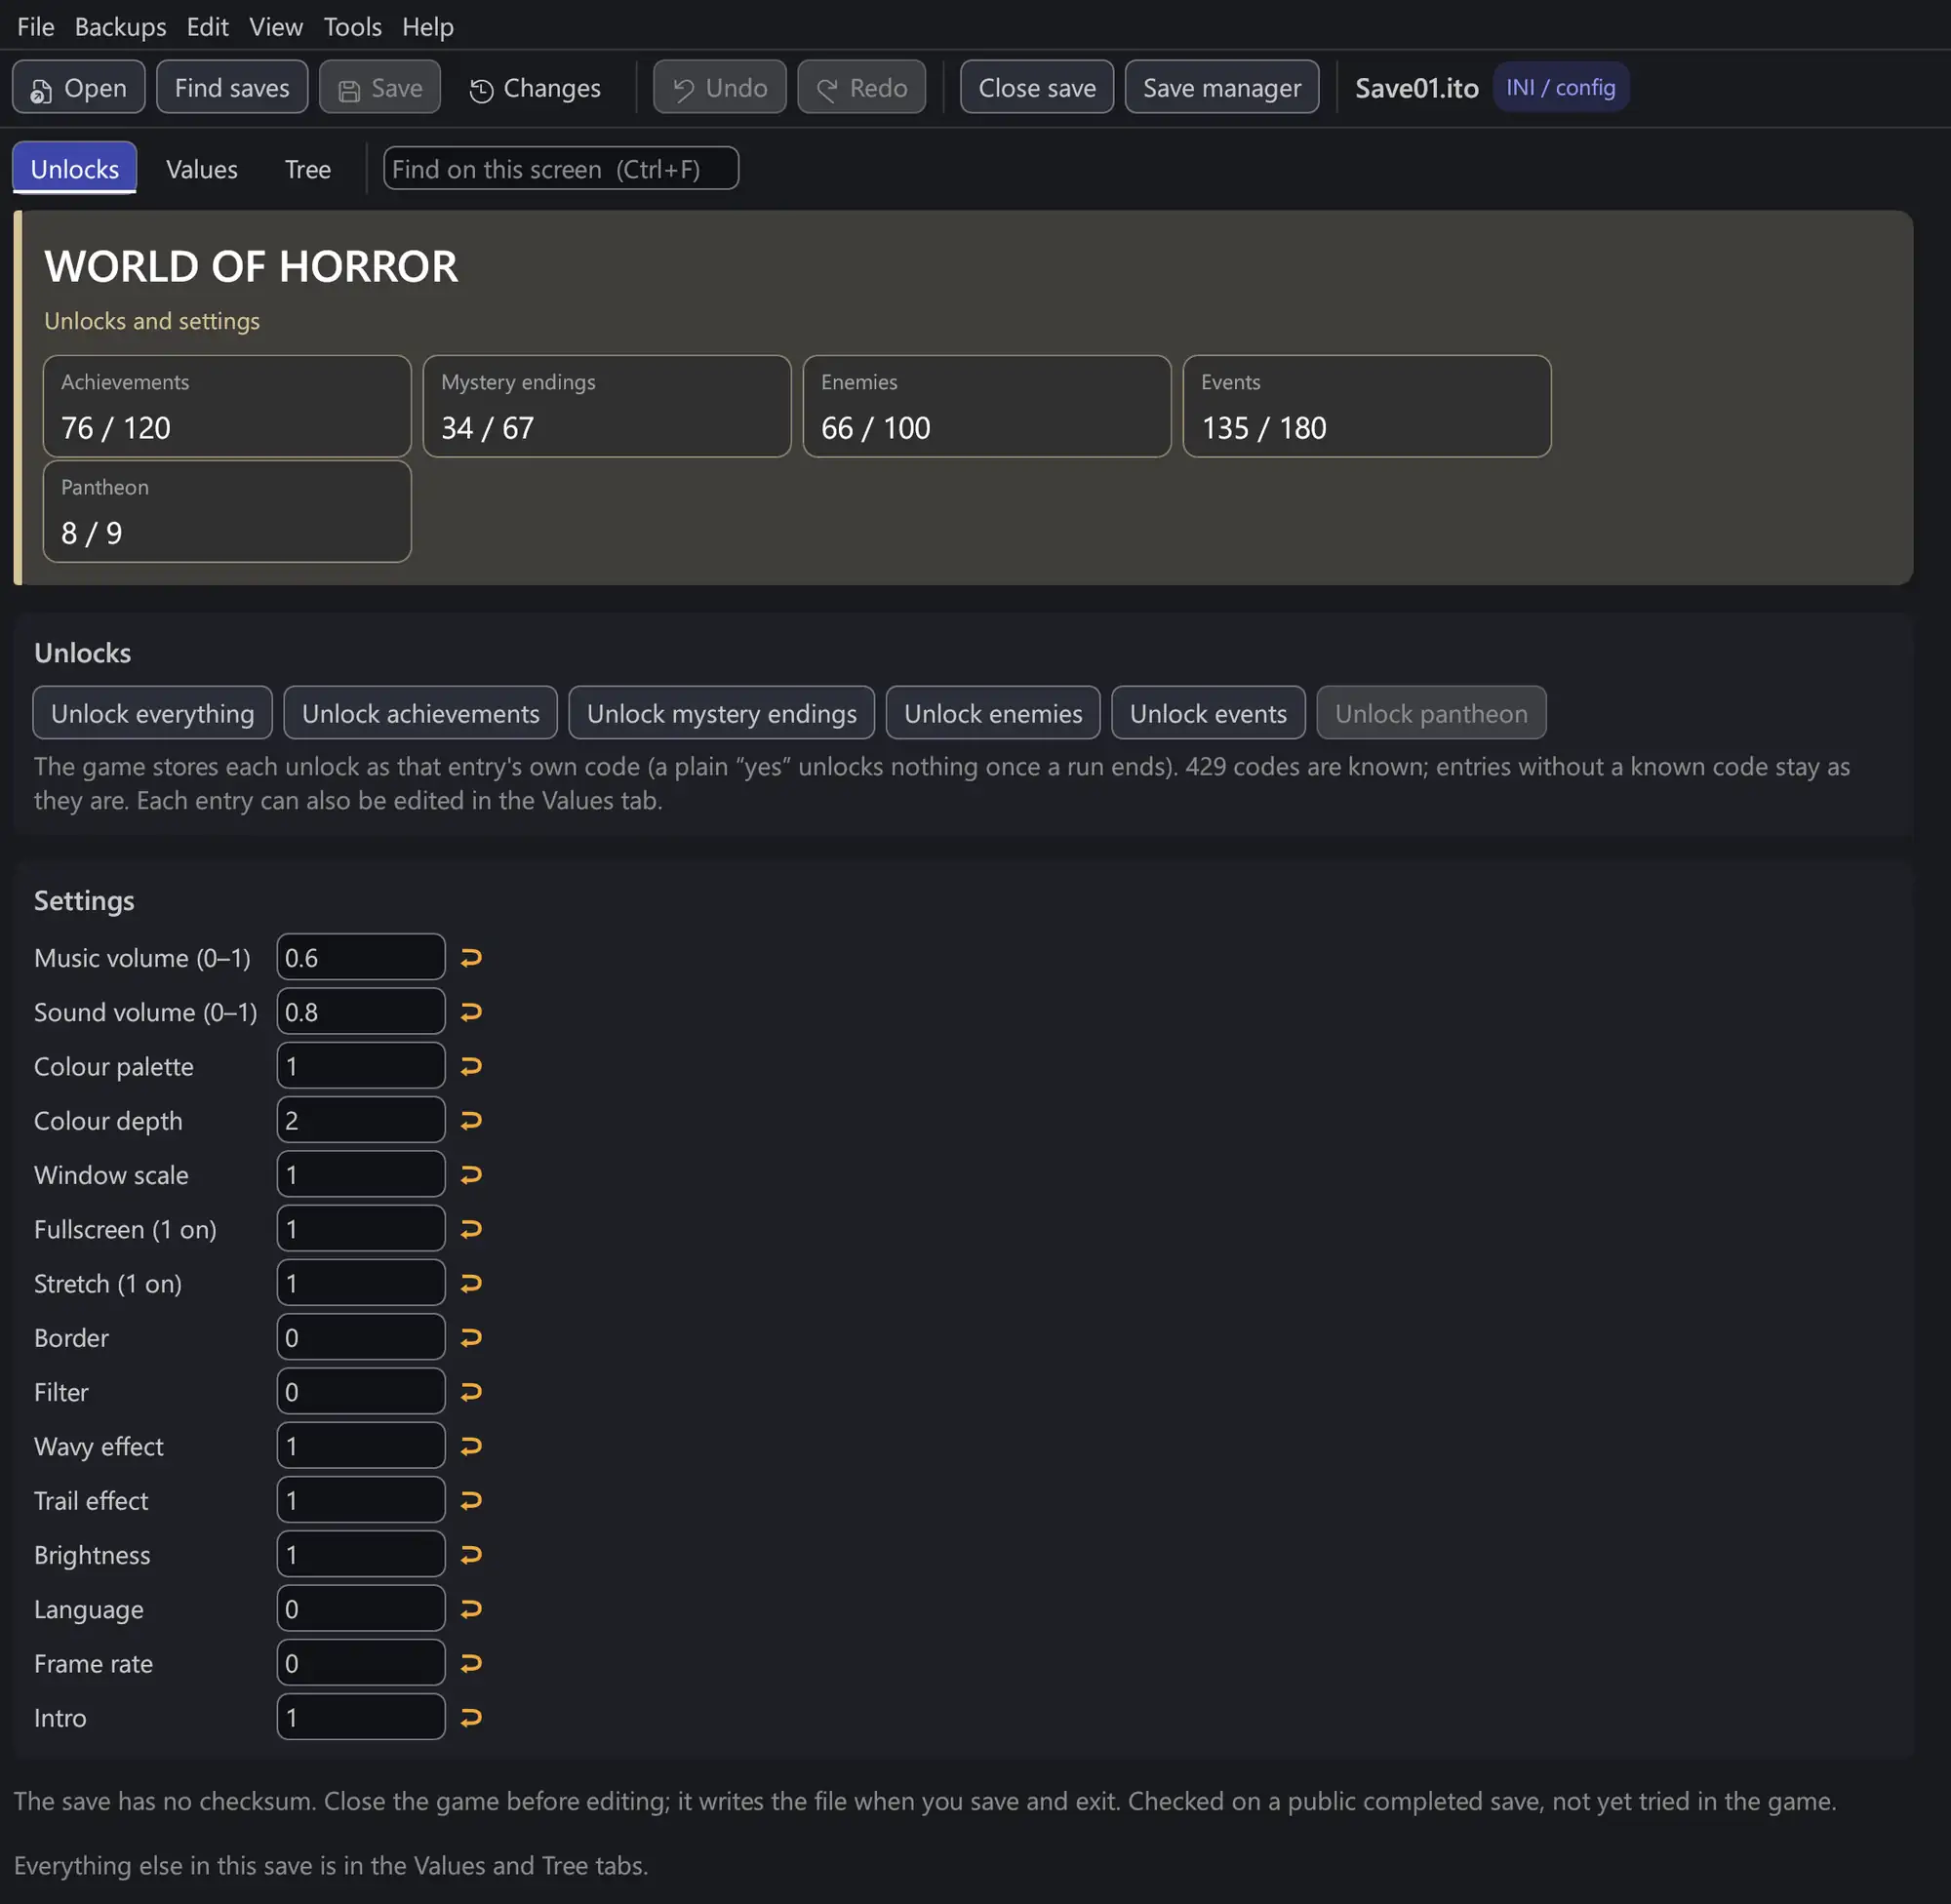 File Backups Edit View Tools Help
Open Find saves Save Changes Undo Redo Close save Save manager Save01.ito INI / config
Unlocks Values Tree Find on this screen (Ctrl+F)
WORLD OF HORROR
Unlocks and settings
Achievements Mystery endings Enemies Events
76 / 120 34 / 67 66 / 100 135 / 180
Pantheon
8 / 9
Unlocks
Unlock everything Unlock achievements Unlock mystery endings Unlock enemies Unlock events Unlock pantheon
The game stores each unlock as that entry's own code (a plain “yes” unlocks nothing once a run ends). 429 codes are known; entries without a known code stay as
they are. Each entry can also be edited in the Values tab.
Settings
Music volume (0–1) 0.6
Sound volume (0–1) 0.8
Colour palette 1
Colour depth 2
Window scale 1
Fullscreen (1 on) 1
Stretch (1 on) 1
Border 0
Filter 0
Wavy effect 1
Trail effect 1
Brightness 1
Language 0
Frame rate 0
Intro 1
The save has no checksum. Close the game before editing; it writes the file when you save and exit. Checked on a public completed save, not yet tried in the game.
Everything else in this save is in the Values and Tree tabs.